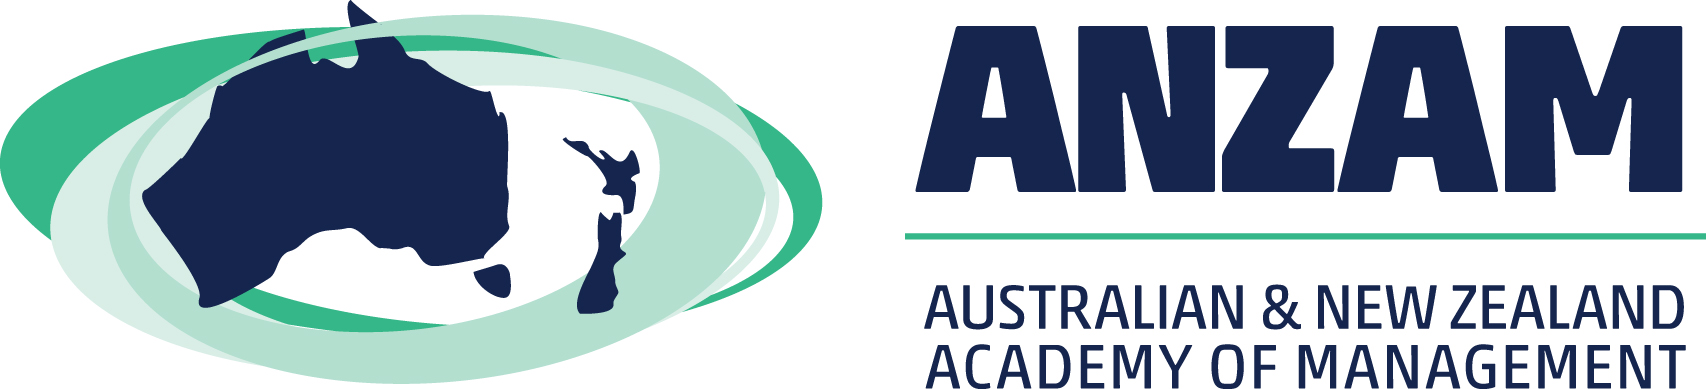 ANZAM
AUSTRALIAN & NEW ZEALAND
ACADEMY OF MANAGEMENT